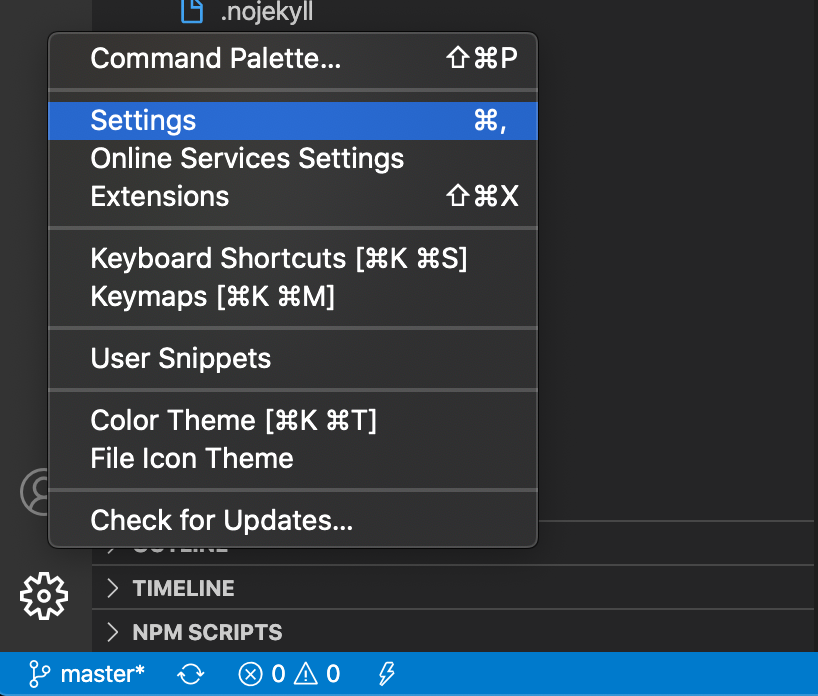 .nojekyll
Command Palette... ⇧⌘P
Settings ⌘,
Online Services Settings
Extensions ⇧⌘X
Keyboard Shortcuts [⌘K ⌘S]
Keymaps [⌘K ⌘M]
User Snippets
Color Theme [⌘K ⌘T]
File Icon Theme
Check for Updates...
OUTLINE
TIMELINE
NPM SCRIPTS
master* 0 0